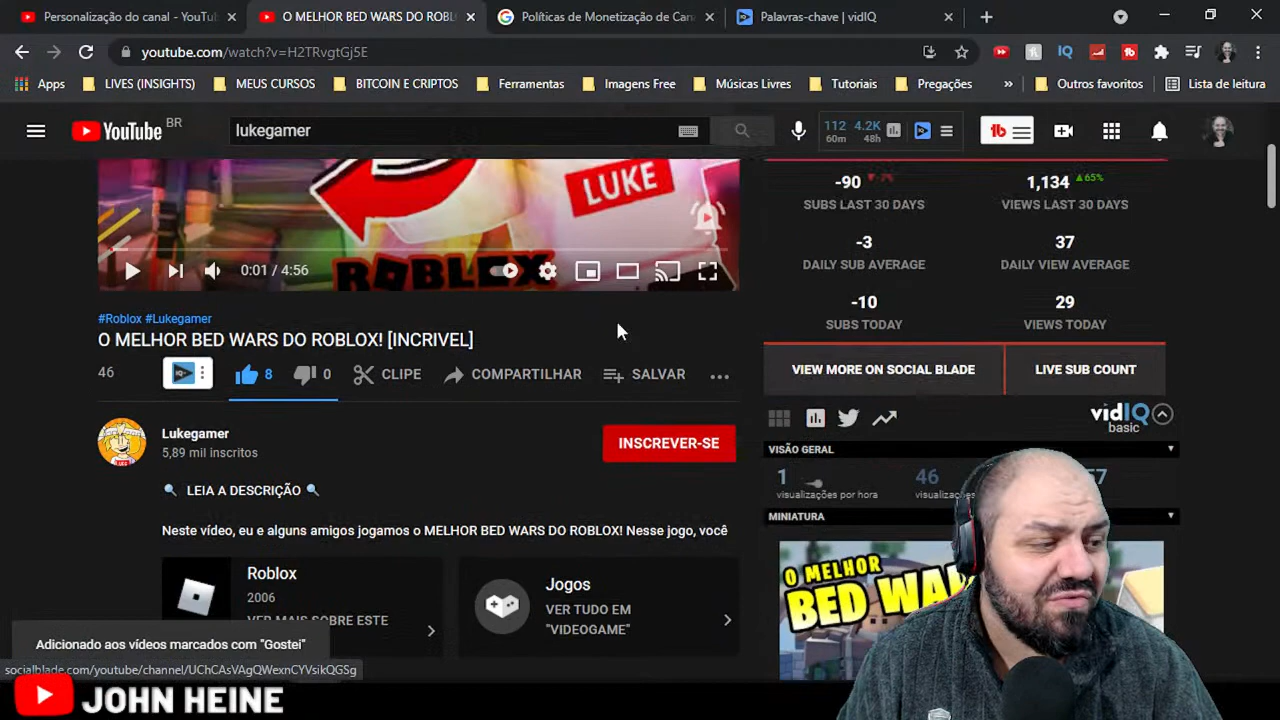 Personalização do canal - YouTu
O MELHOR BED WARS DO ROBL
Políticas de Monetização de Can
Palavras-chave | vidIQ
youtube.com/watch?v=H2TRvgtGj5E
Apps
LIVES (INSIGHTS)
MEUS CURSOS
BITCOIN E CRIPTOS
Ferramentas
Imagens Free
Músicas Livres
Tutoriais
Pregações
»
Outros favoritos
Lista de leitura
YouTube BR
lukegamer
112 4.2K
60m 48h
LUKE
0:01 / 4:56
ROBLOX
#Roblox #Lukegamer
O MELHOR BED WARS DO ROBLOX! [INCRIVEL]
46
8
0
CLIPE
COMPARTILHAR
SALVAR
Lukegamer
5,89 mil inscritos
INSCREVER-SE
LEIA A DESCRIÇÃO
Neste vídeo, eu e alguns amigos jogamos o MELHOR BED WARS DO ROBLOX! Nesse jogo, você
Roblox
2006
VER MAIS SOBRE ESTE
Jogos
VER TUDO EM
"VIDEOGAME"
-90
SUBS LAST 30 DAYS
1,134 65%
VIEWS LAST 30 DAYS
-3
DAILY SUB AVERAGE
37
DAILY VIEW AVERAGE
-10
SUBS TODAY
29
VIEWS TODAY
VIEW MORE ON SOCIAL BLADE
LIVE SUB COUNT
vidIQ
basic
VISÃO GERAL
1
visualizações por hora
46
MINIATURA
O MELHOR
BED WA
Adicionado aos vídeos marcados com "Gostei"
socialblade.com/youtube/channel/UChCAsVAgQWexnCYVsikQGSg
JOHN HEINE